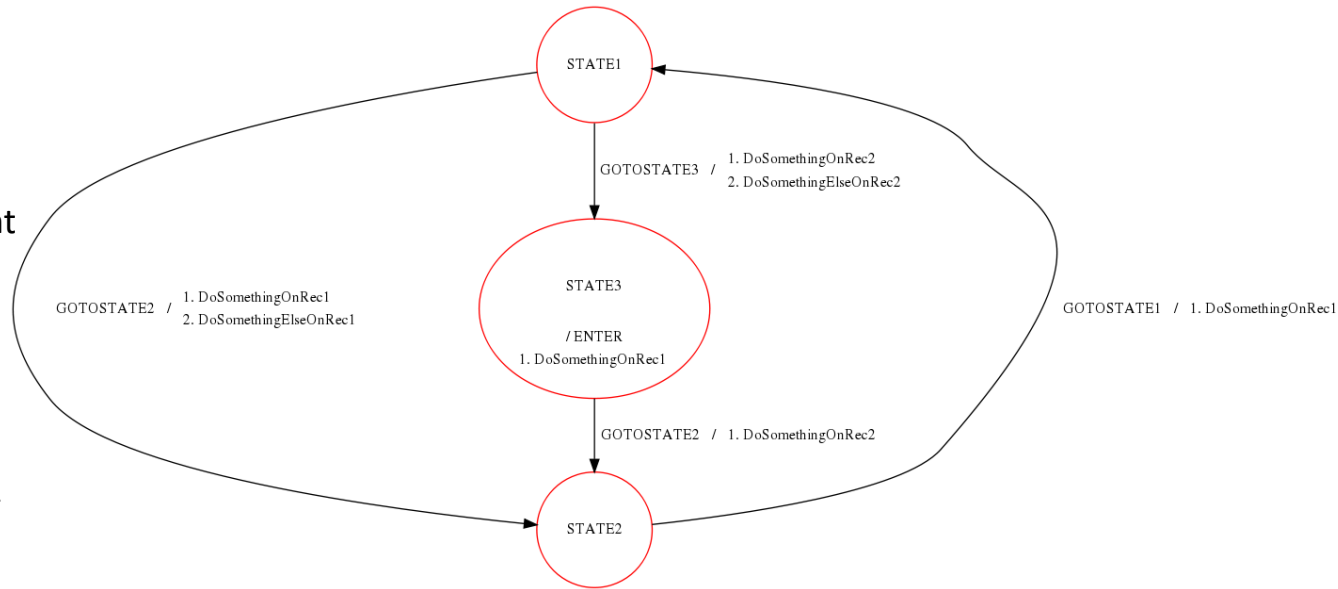 STATE1
GOTOSTATE3 / 1. DoSomethingOnRec2
2. DoSomethingElseOnRec2
STATE3
/ ENTER
1. DoSomethingOnRec1
GOTOSTATE2 / 1. DoSomethingOnRec1
2. DoSomethingElseOnRec1
GOTOSTATE1 / 1. DoSomethingOnRec1
GOTOSTATE2 / 1. DoSomethingOnRec2
STATE2